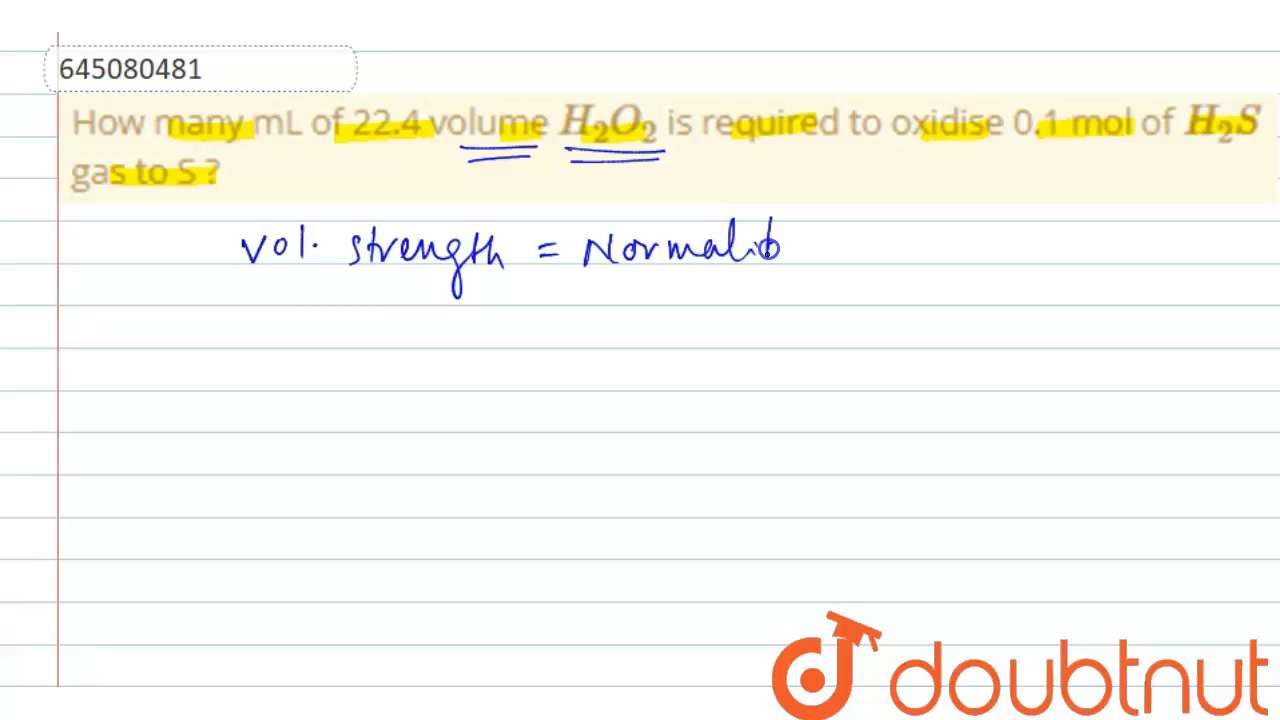 645080481
How many mL of 22.4 volume H₂O₂ is required to oxidise 0.1 mol of H₂S
gas to S ?
vol. strength = Normalit
doubtnut